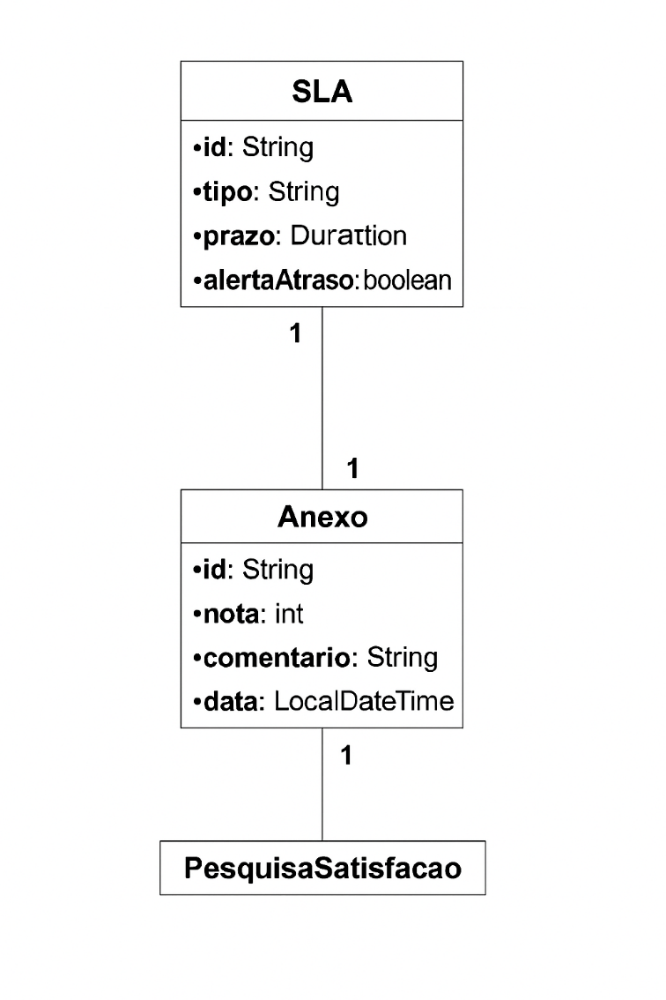 SLA
•id: String
•tipo: String
•prazo: Duraτtion
•alertaAtraso: boolean
1
1
Anexo
•id: String
•nota: int
•comentario: String
•data: LocalDateTime
1
PesquisaSatisfacao